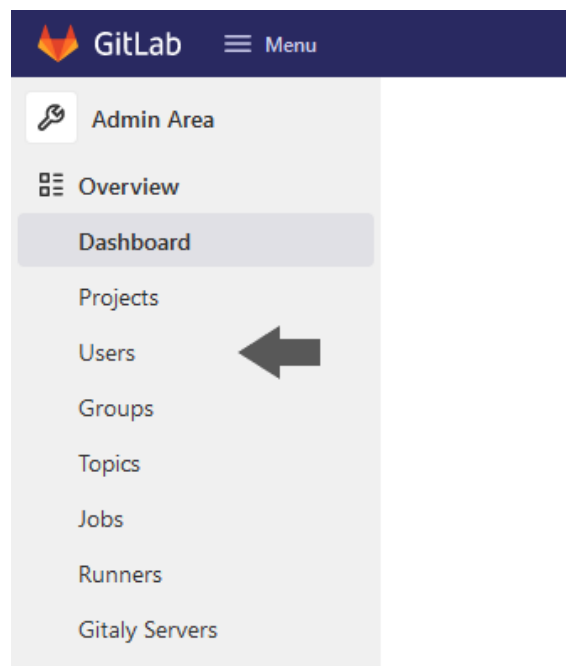 GitLab Menu
Admin Area
Overview
Dashboard
Projects
Users
Groups
Topics
Jobs
Runners
Gitaly Servers